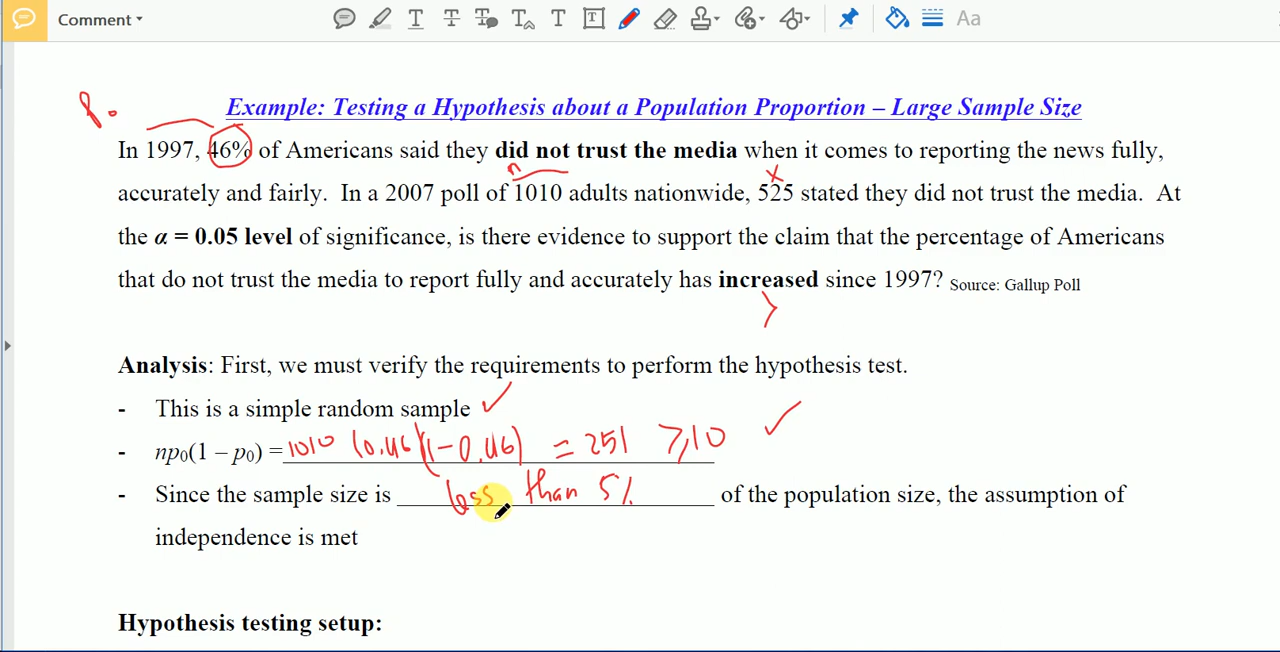 Comment
T T T T T Aa
p₀
Example: Testing a Hypothesis about a Population Proportion – Large Sample Size
In 1997, 46% of Americans said they did not trust the media when it comes to reporting the news fully,
n x
accurately and fairly. In a 2007 poll of 1010 adults nationwide, 525 stated they did not trust the media. At
the α = 0.05 level of significance, is there evidence to support the claim that the percentage of Americans
that do not trust the media to report fully and accurately has increased since 1997? Source: Gallup Poll
>
Analysis: First, we must verify the requirements to perform the hypothesis test.
- This is a simple random sample ✓
- np₀(1 – p₀) = 1010 (0.46)(1-0.46) = 251 ≥10 ✓
- Since the sample size is less than 5% of the population size, the assumption of
independence is met
Hypothesis testing setup: